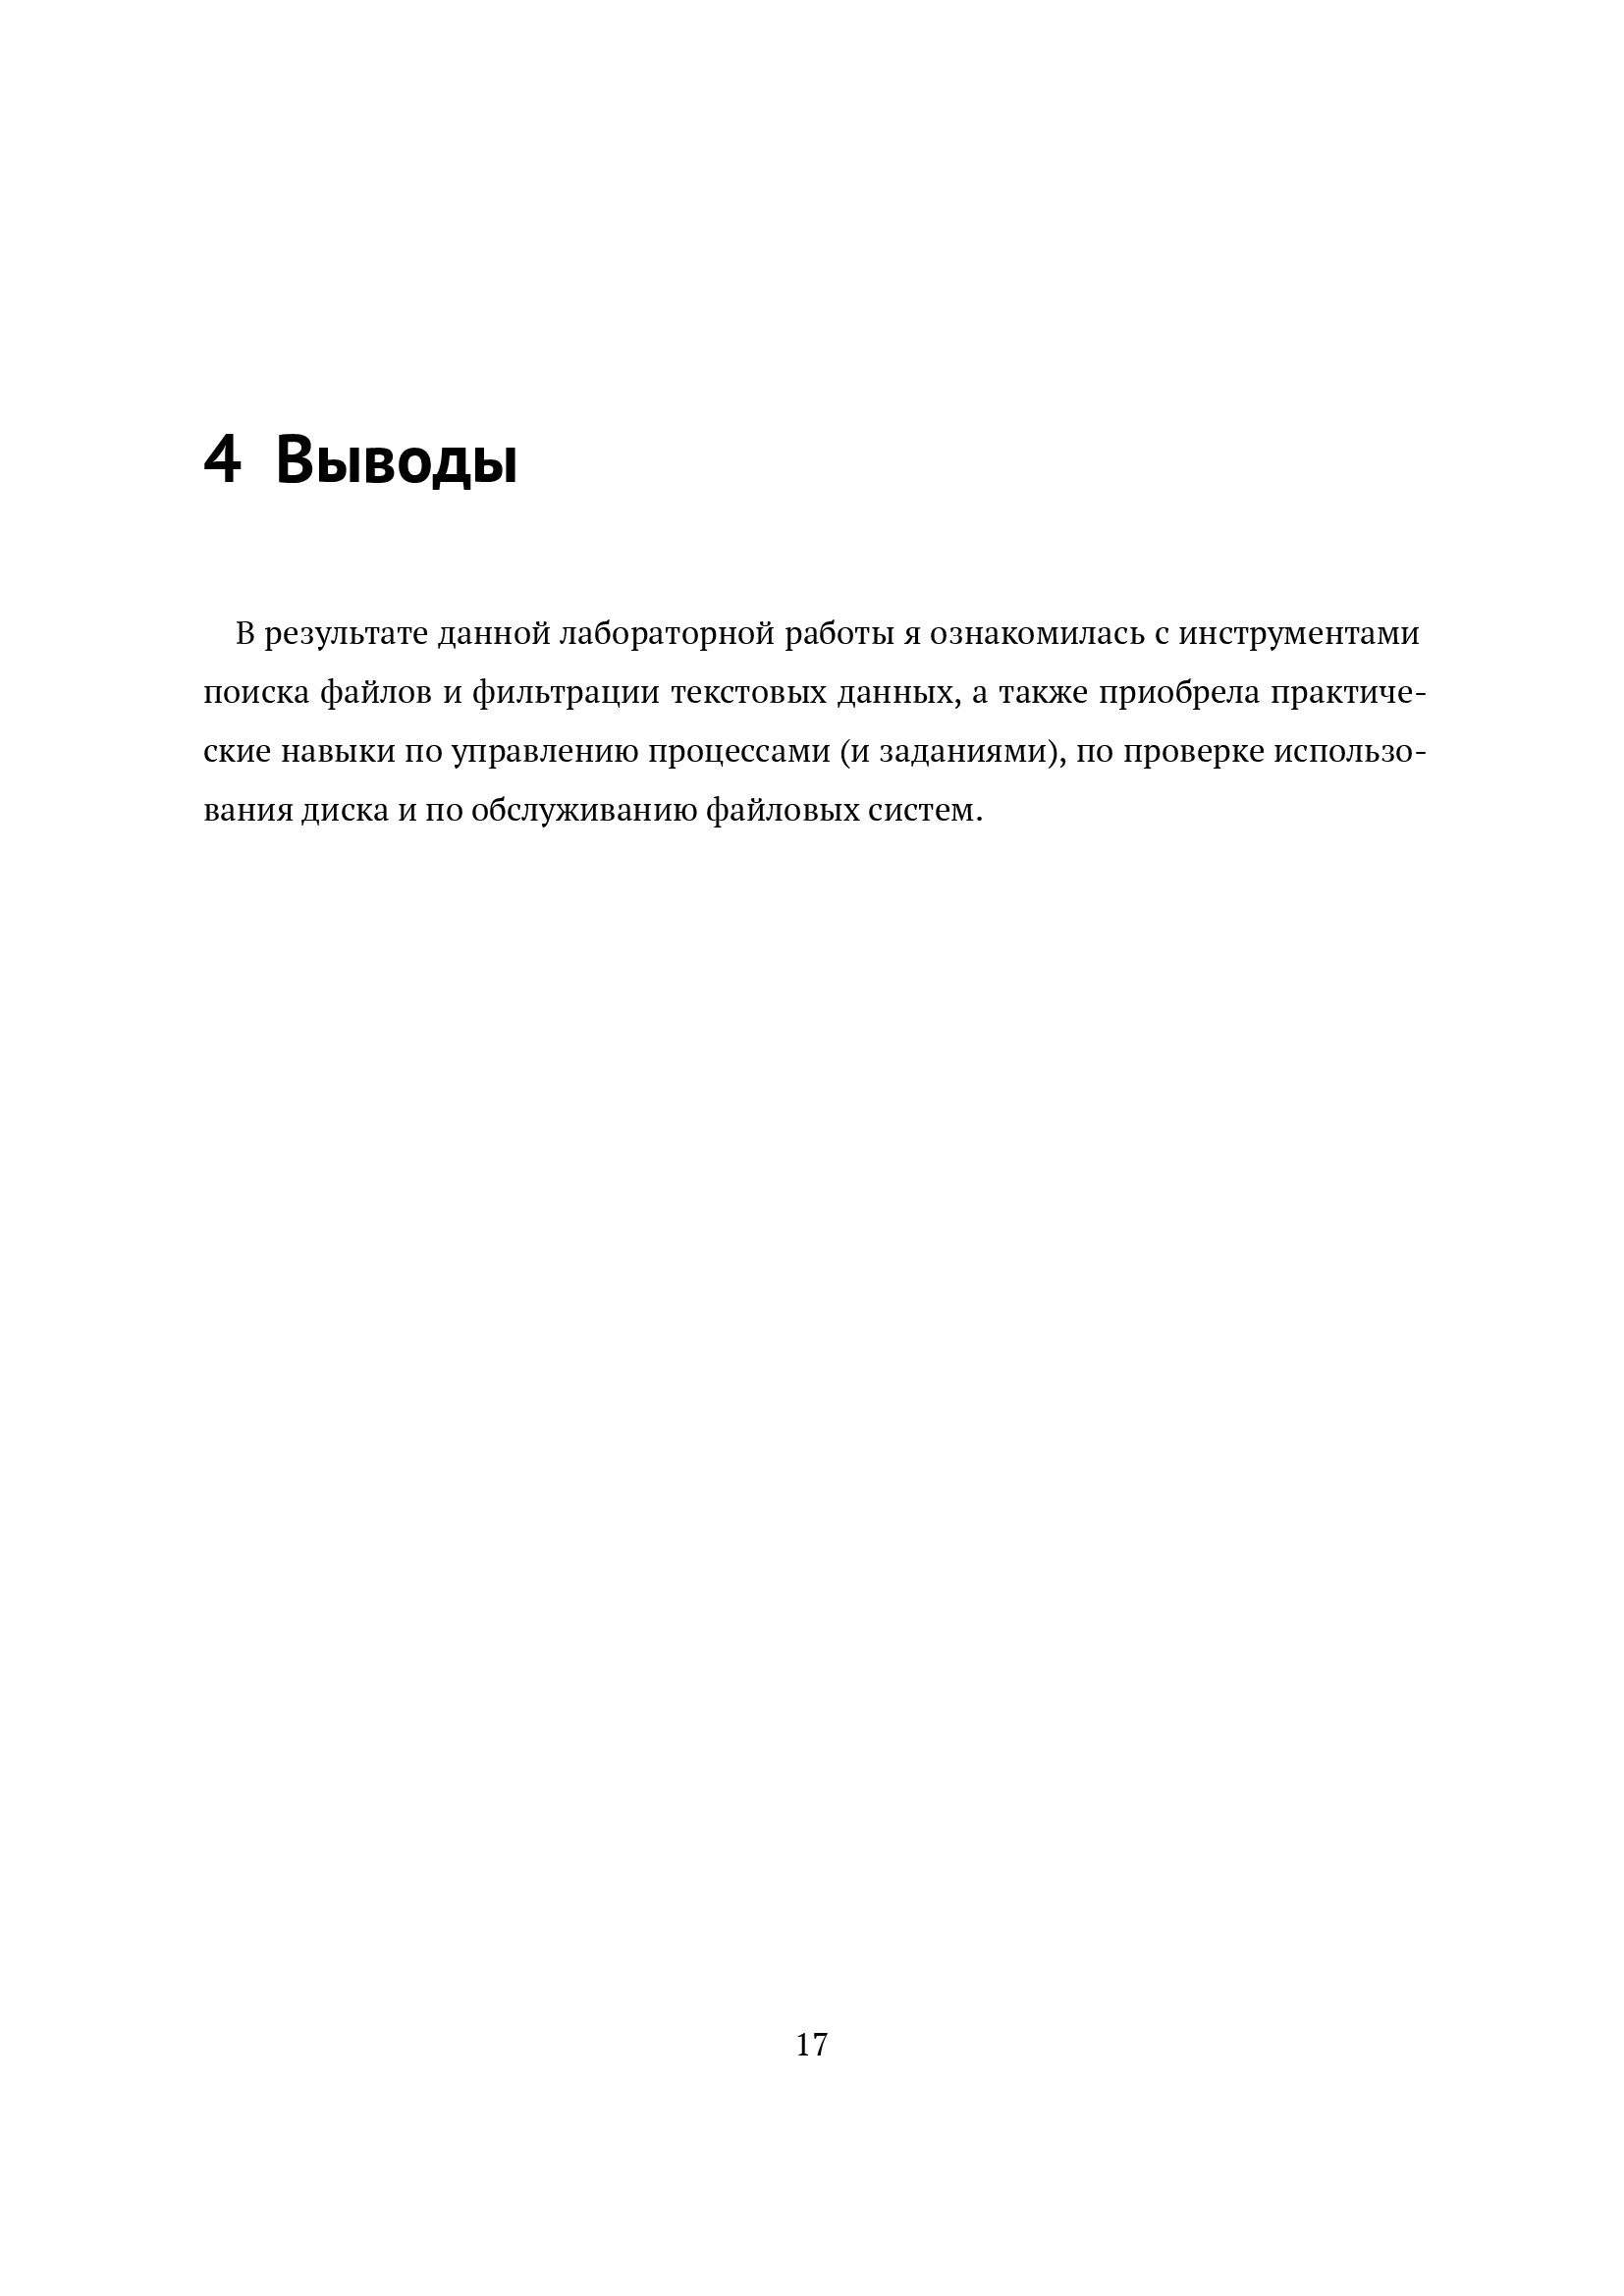 4 Выводы
В результате данной лабораторной работы я ознакомилась с инструментами
поиска файлов и фильтрации текстовых данных, а также приобрела практиче-
ские навыки по управлению процессами (и заданиями), по проверке использо-
вания диска и по обслуживанию файловых систем.
17